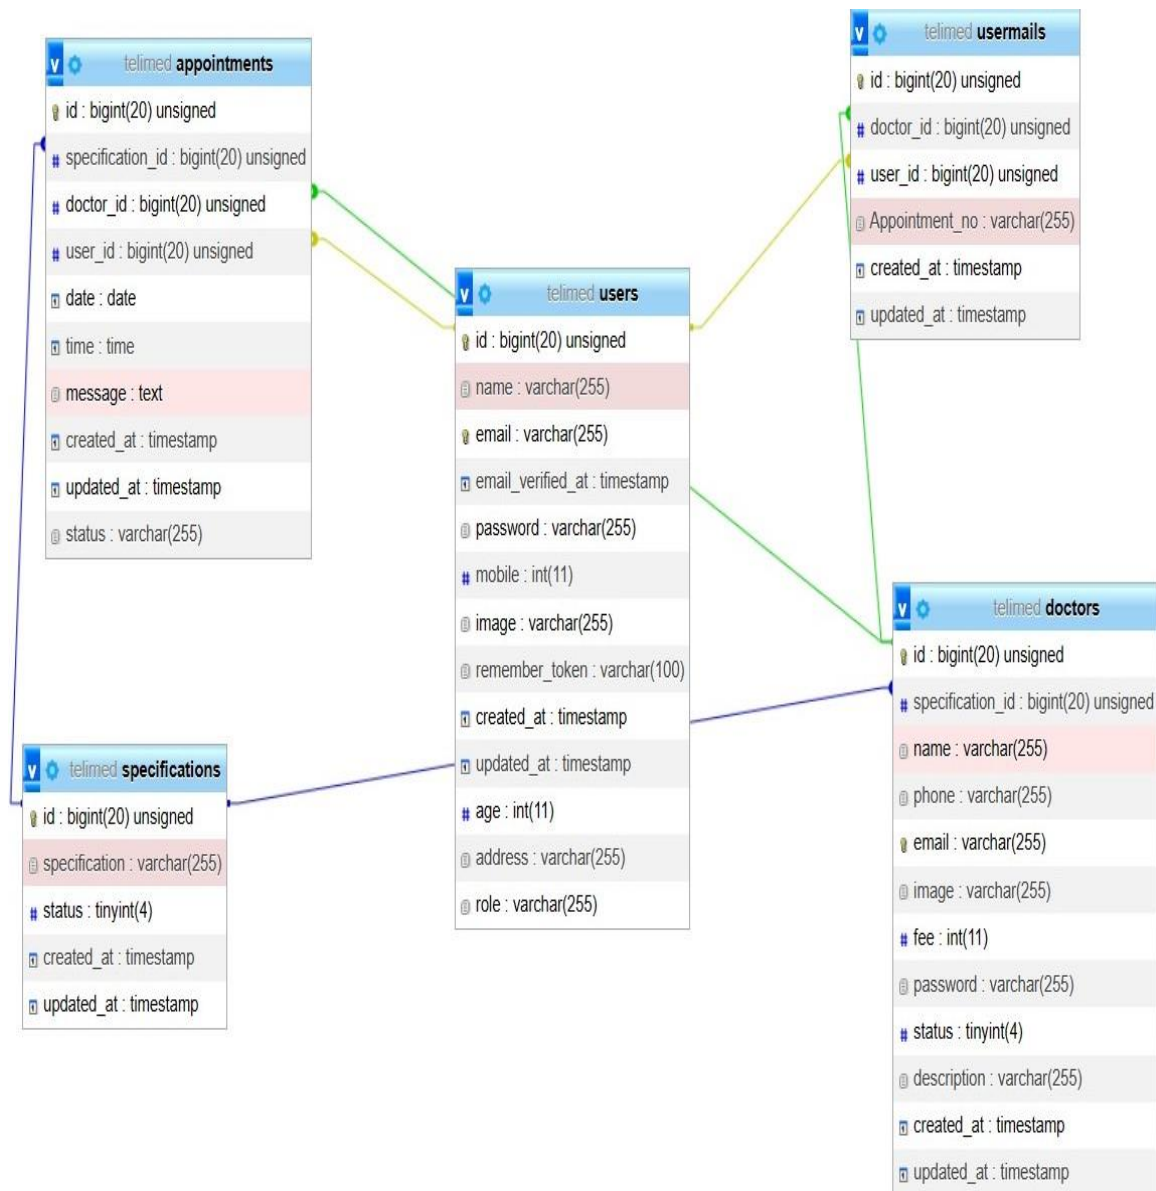 telimed appointments
id : bigint(20) unsigned
specification_id : bigint(20) unsigned
doctor_id : bigint(20) unsigned
user_id : bigint(20) unsigned
date : date
time : time
message : text
created_at : timestamp
updated_at : timestamp
status : varchar(255)
telimed usermails
id : bigint(20) unsigned
doctor_id : bigint(20) unsigned
user_id : bigint(20) unsigned
Appointment_no : varchar(255)
created_at : timestamp
updated_at : timestamp
telimed users
id : bigint(20) unsigned
name : varchar(255)
email : varchar(255)
email_verified_at : timestamp
password : varchar(255)
mobile : int(11)
image : varchar(255)
remember_token : varchar(100)
created_at : timestamp
updated_at : timestamp
age : int(11)
address : varchar(255)
role : varchar(255)
telimed specifications
id : bigint(20) unsigned
specification : varchar(255)
status : tinyint(4)
created_at : timestamp
updated_at : timestamp
telimed doctors
id : bigint(20) unsigned
specification_id : bigint(20) unsigned
name : varchar(255)
phone : varchar(255)
email : varchar(255)
image : varchar(255)
fee : int(11)
password : varchar(255)
status : tinyint(4)
description : varchar(255)
created_at : timestamp
updated_at : timestamp